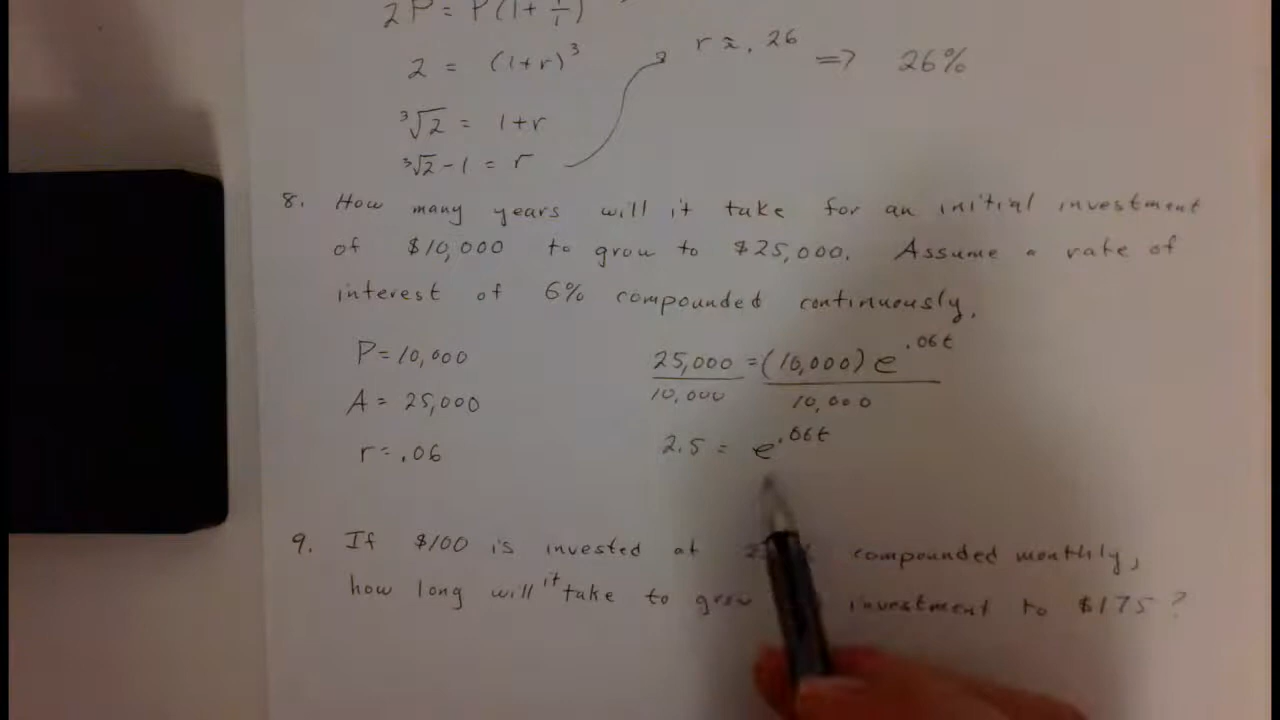 2P = P(1+ r/1)
2 = (1+r)³
r ≈ .26 => 26%
³√2 = 1+r
³√2 -1 = r
8. How many years will it take for an initial investment
of $10,000 to grow to $25,000. Assume a rate of
interest of 6% compounded continuously.
P=10,000
A = 25,000
r=.06
25,000 =(10,000) e^.06t
10,000 10,000
2.5 = e^.06t
9. If $100 is invested at compounded monthly,
how long will it take to grow investment to $175?